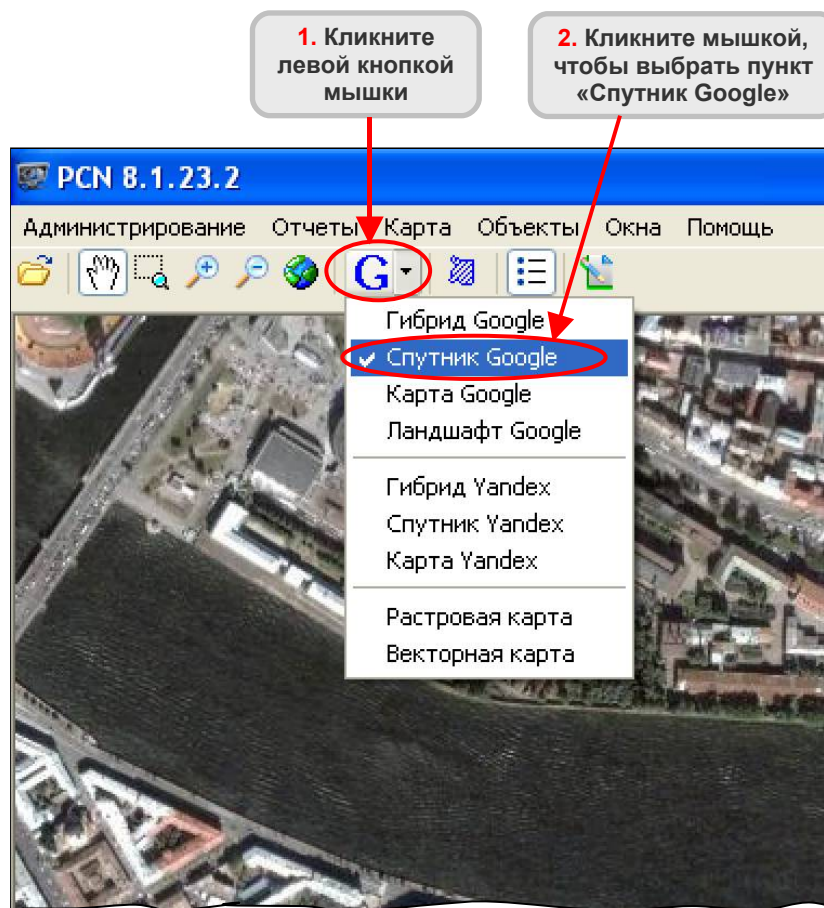 1. Кликните
левой кнопкой
мышки
2. Кликните мышкой,
чтобы выбрать пункт
«Спутник Google»
PCN 8.1.23.2
Администрирование Отчеты Карта Объекты Окна Помощь
G
Гибрид Google
Спутник Google
Карта Google
Ландшафт Google
Гибрид Yandex
Спутник Yandex
Карта Yandex
Растровая карта
Векторная карта